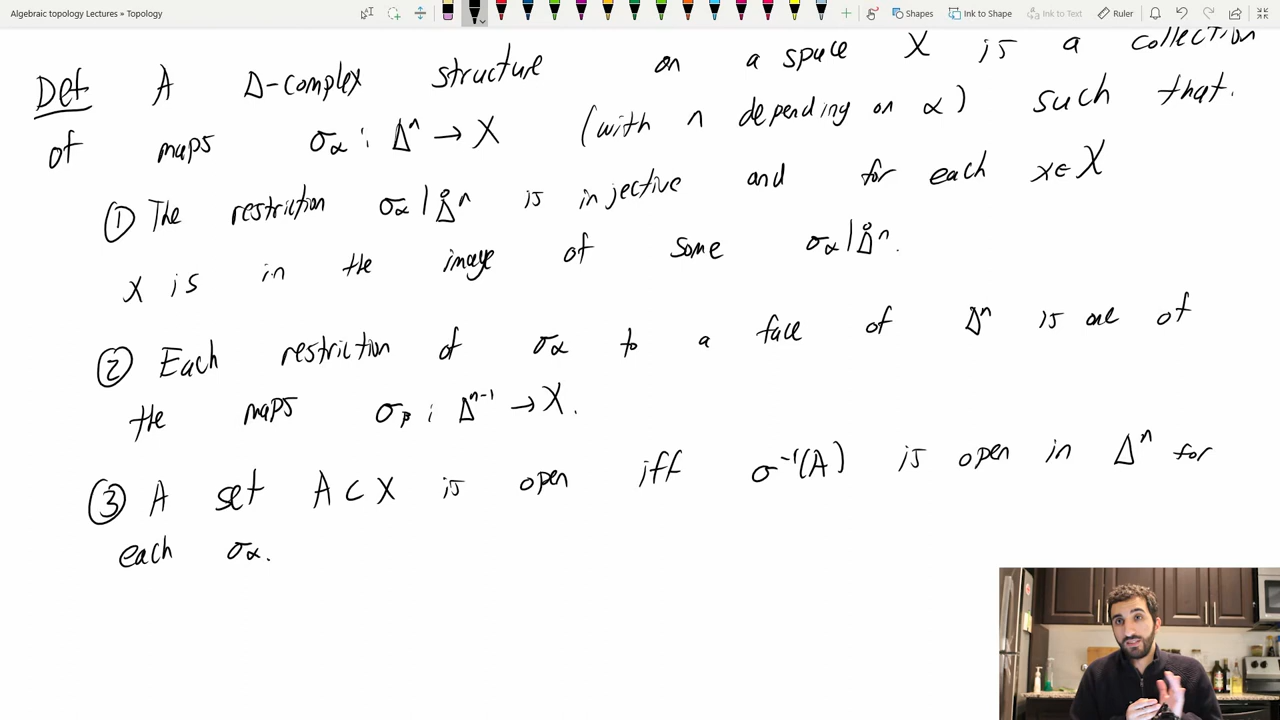 Algebraic topology Lectures » Topology
Shapes Ink to Shape Ink to Text Ruler
Def A Δ-complex structure on a space X is a collection
of maps σα : Δⁿ → X (with n depending on α) such that.
① The restriction σα|Δ̊ⁿ is injective and for each x∈X
X is in the image of some σα|Δ̊ⁿ.
② Each restriction of σα to a face of Δⁿ is one of
the maps σβ : Δⁿ⁻¹ → X.
③ A set A⊂X is open iff σ⁻¹(A) is open in Δⁿ for
each σα.